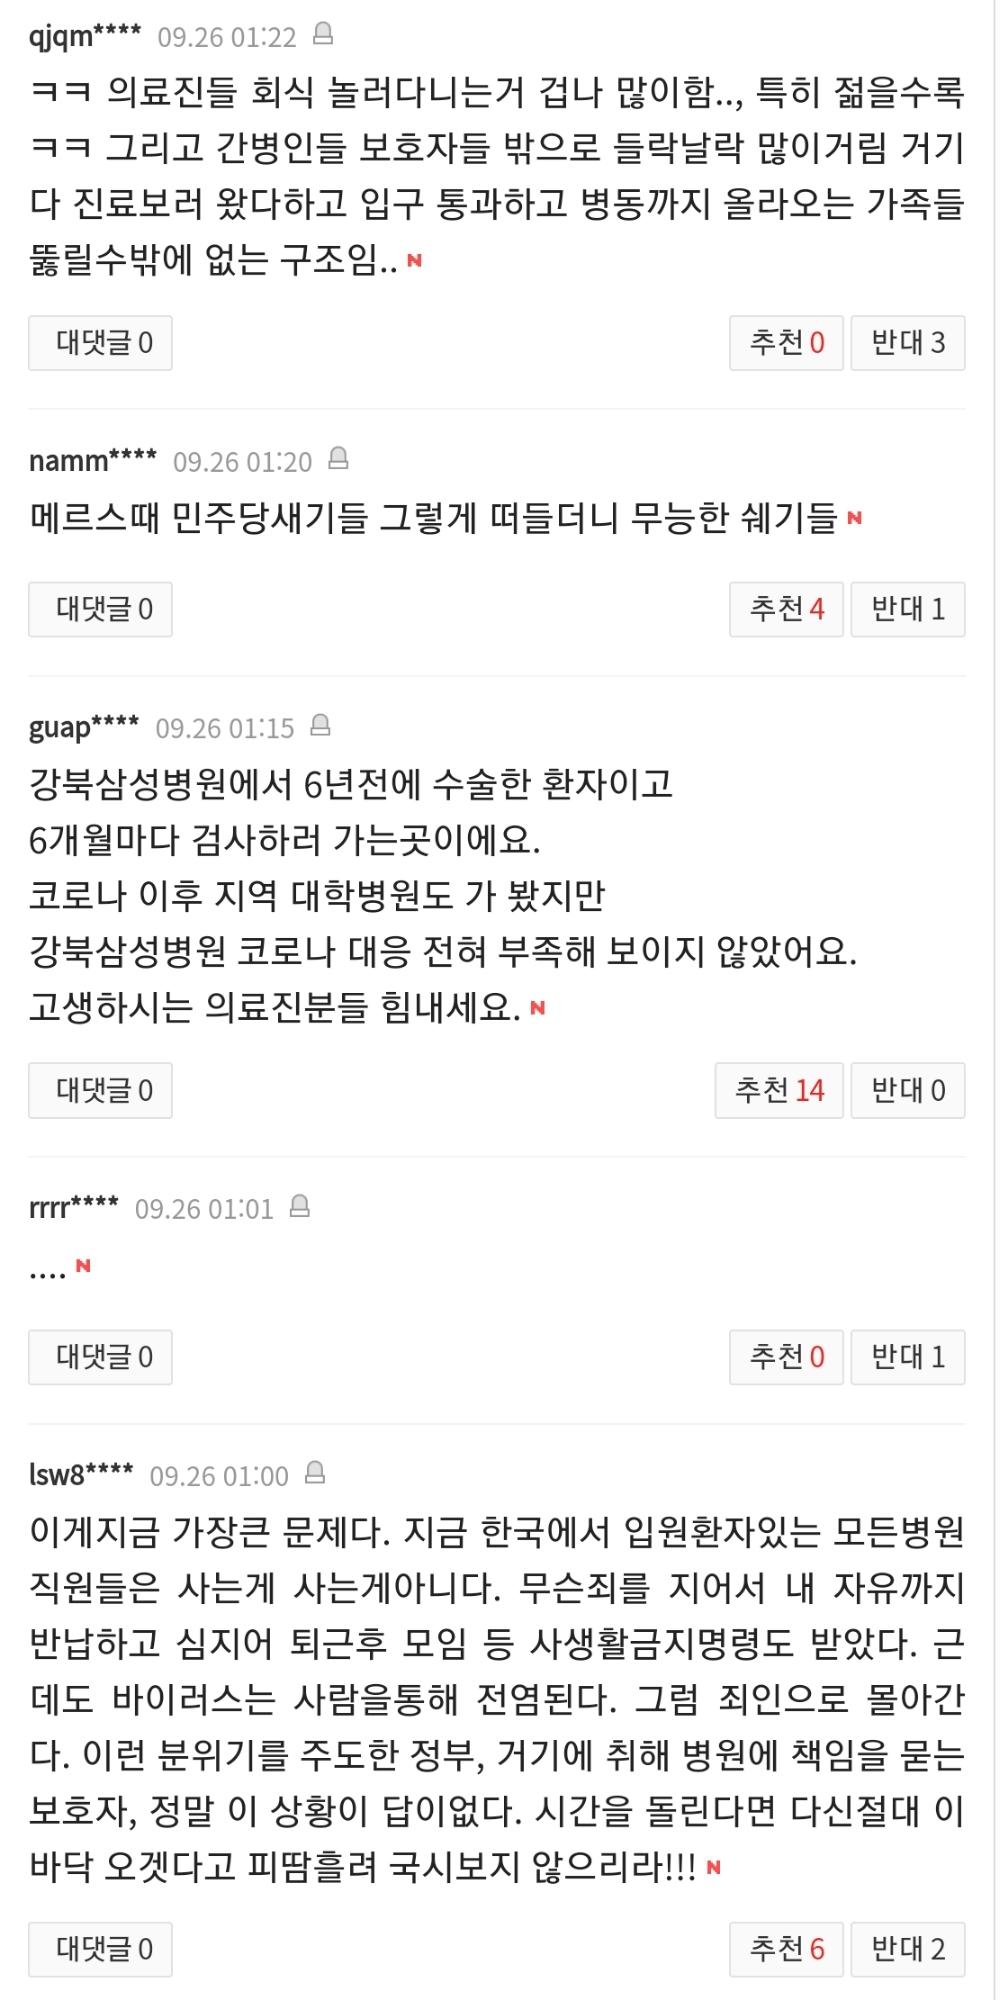 qjqm**** 09.26 01:22
ㅋㅋ 의료진들 회식 놀러다니는거 겁나 많이함.., 특히 젊을수록
ㅋㅋ 그리고 간병인들 보호자들 밖으로 들락날락 많이거림 거기
다 진료보러 왔다하고 입구 통과하고 병동까지 올라오는 가족들
뚫릴수밖에 없는 구조임.. N
대댓글 0 추천 0 반대 3
namm**** 09.26 01:20
메르스때 민주당새기들 그렇게 떠들더니 무능한 쉐기들 N
대댓글 0 추천 4 반대 1
guap**** 09.26 01:15
강북삼성병원에서 6년전에 수술한 환자이고
6개월마다 검사하러 가는곳이에요.
코로나 이후 지역 대학병원도 가 봤지만
강북삼성병원 코로나 대응 전혀 부족해 보이지 않았어요.
고생하시는 의료진분들 힘내세요. N
대댓글 0 추천 14 반대 0
rrrr**** 09.26 01:01
.... N
대댓글 0 추천 0 반대 1
lsw8**** 09.26 01:00
이게지금 가장큰 문제다. 지금 한국에서 입원환자있는 모든병원
직원들은 사는게 사는게아니다. 무슨죄를 지어서 내 자유까지
반납하고 심지어 퇴근후 모임 등 사생활금지명령도 받았다. 근
데도 바이러스는 사람을통해 전염된다. 그럼 죄인으로 몰아간
다. 이런 분위기를 주도한 정부, 거기에 취해 병원에 책임을 묻는
보호자, 정말 이 상황이 답이없다. 시간을 돌린다면 다신절대 이
바닥 오겟다고 피땀흘려 국시보지 않으리라!!! N
대댓글 0 추천 6 반대 2